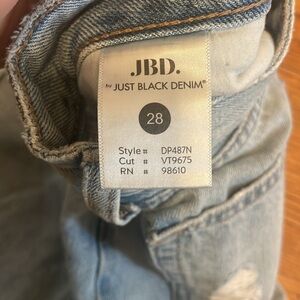 JBD.
by JUST BLACK DENIM®
28
Style # DP487N
Cut # VT9675
RN # 98610